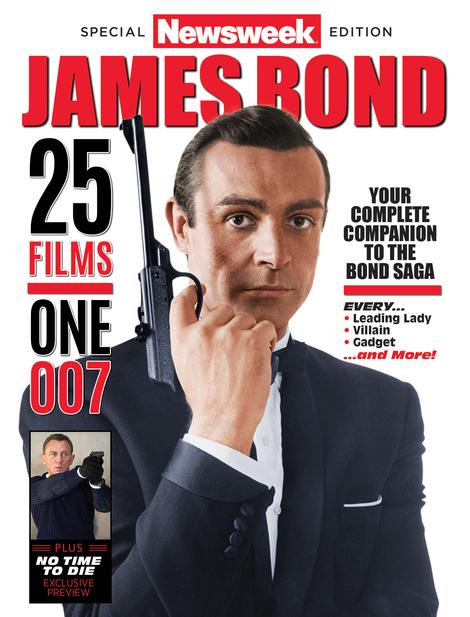 SPECIAL Newsweek EDITION
JAMES BOND
25
FILMS
ONE
007
YOUR
COMPLETE
COMPANION
TO THE
BOND SAGA
EVERY...
• Leading Lady
• Villain
• Gadget
...and More!
PLUS
NO TIME
TO DIE
EXCLUSIVE
PREVIEW